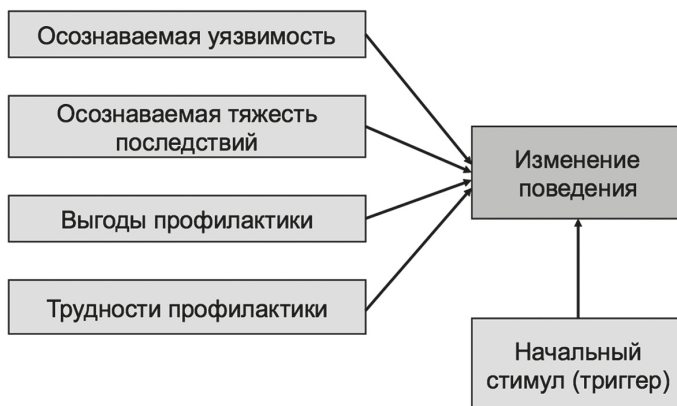 Осознаваемая уязвимость
Осознаваемая тяжесть
последствий
Выгоды профилактики
Трудности профилактики
Изменение
поведения
Начальный
стимул (триггер)